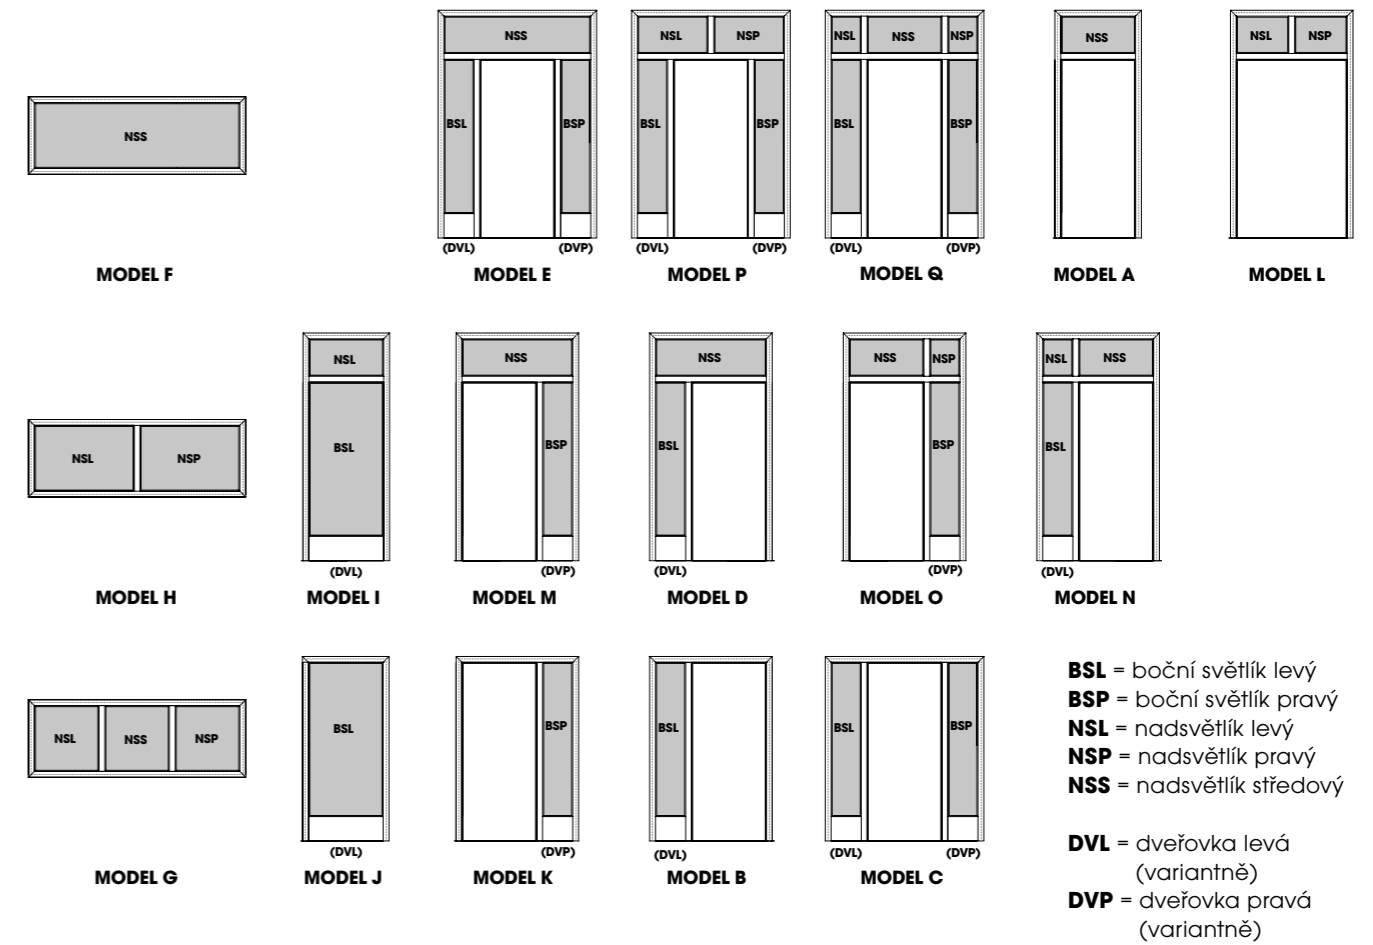 NSS
MODEL F
NSS
BSL BSP
(DVL) (DVP)
MODEL E
NSL NSP
BSL BSP
(DVL) (DVP)
MODEL P
NSL NSS NSP
BSL BSP
(DVL) (DVP)
MODEL Q
NSS
MODEL A
NSL NSP
MODEL L
NSL NSP
MODEL H
NSL
BSL
(DVL)
MODEL I
NSS
BSP
(DVP)
MODEL M
NSS
BSL
(DVL)
MODEL D
NSS NSP
BSP
(DVP)
MODEL O
NSL NSS
BSL
(DVL)
MODEL N
NSL NSS NSP
MODEL G
BSL
(DVL)
MODEL J
BSP
(DVP)
MODEL K
BSL
(DVL)
MODEL B
BSL BSP
(DVL) (DVP)
MODEL C
BSL = boční světlík levý
BSP = boční světlík pravý
NSL = nadsvětlík levý
NSP = nadsvětlík pravý
NSS = nadsvětlík středový
DVL = dveřovka levá
(variantně)
DVP = dveřovka pravá
(variantně)